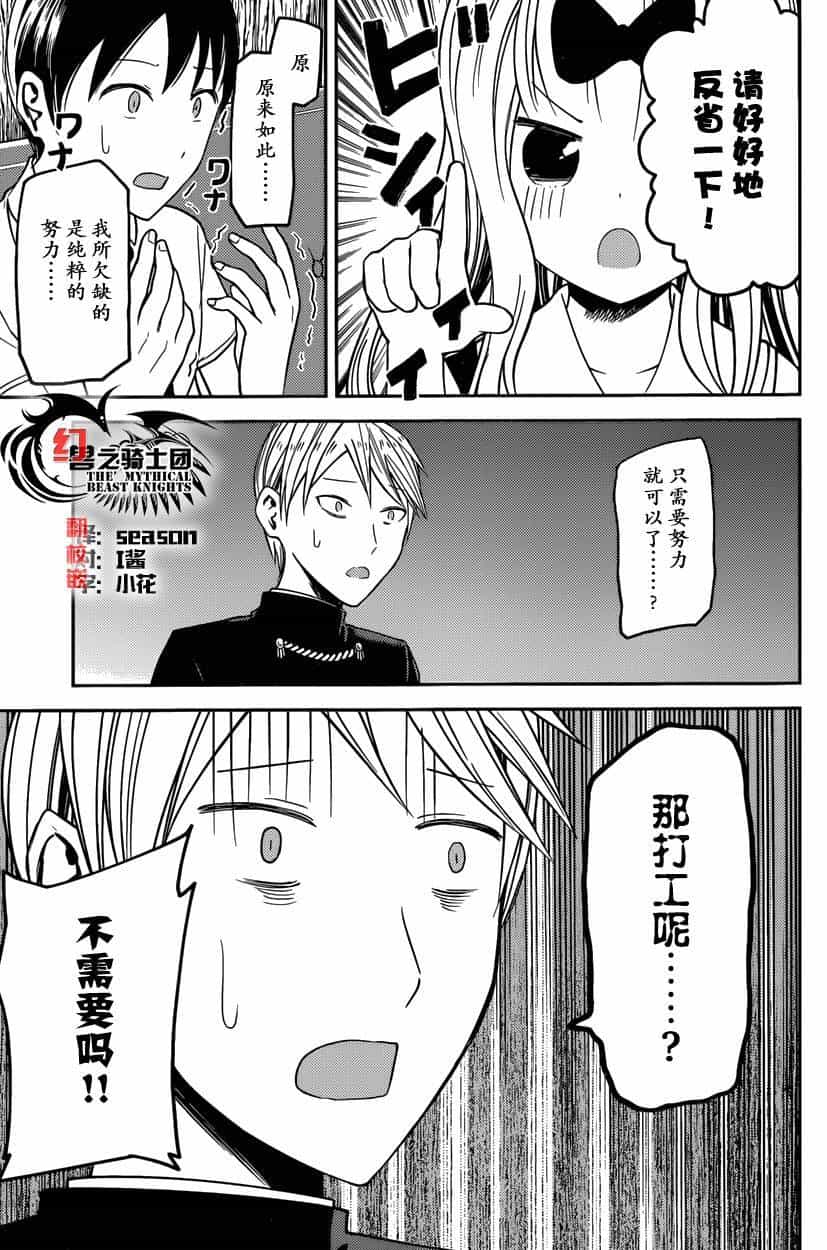 请好好地
反省一下！
ビシイイイ
原
原来如此……
ワナ
ワナ
我所欠缺的
是纯粹的
努力……
只需要努力
就可以了……?
幻兽之骑士团
THE MYTHICAL
BEAST KNIGHTS
翻译: season
校对: I酱
嵌字: 小花
那打工呢……?
不需要吗!!